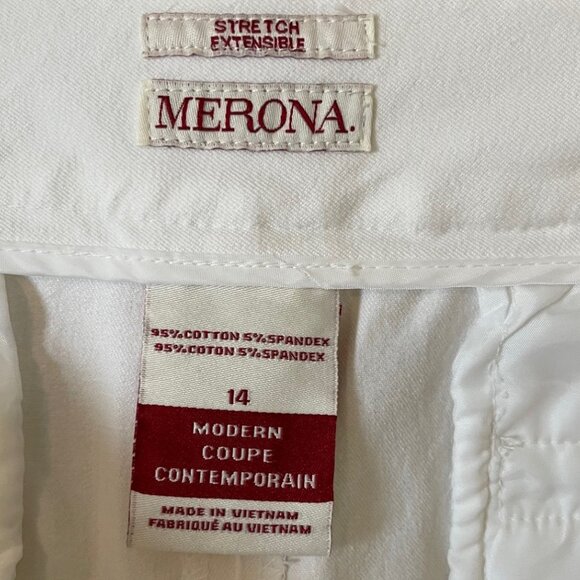 STRETCH
EXTENSIBLE
MERONA.
95% COTTON 5% SPANDEX
95% COTON 5% SPANDEX
14
MODERN
COUPE
CONTEMPORAIN
MADE IN VIETNAM
FABRIQUÉ AU VIETNAM